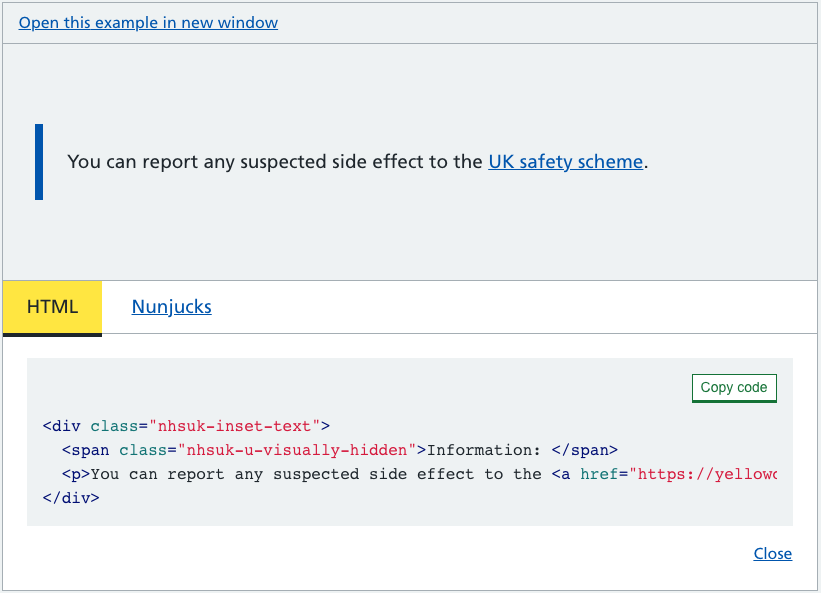 Open this example in new window
You can report any suspected side effect to the UK safety scheme.
HTML
Nunjucks
Copy code
<div class="nhsuk-inset-text">
  <span class="nhsuk-u-visually-hidden">Information: </span>
  <p>You can report any suspected side effect to the <a href="https://yellowc
</div>
Close